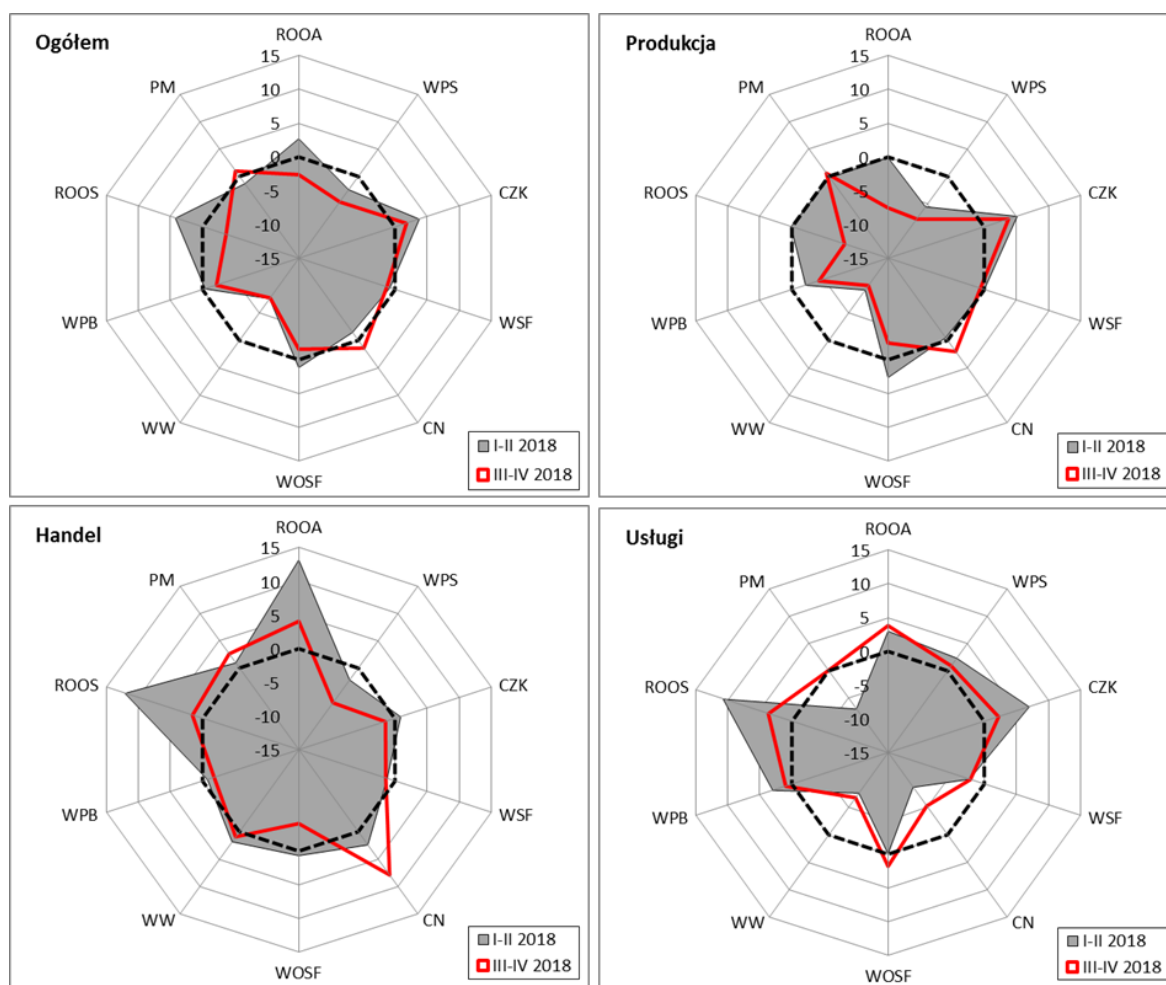 Ogółem
ROOA
WPS
CZK
WSF
CN
WOSF
WW
WPB
ROOS
PM
15
10
5
0
-5
-10
-15
I-II 2018
III-IV 2018
Produkcja
ROOA
WPS
CZK
WSF
CN
WOSF
WW
WPB
ROOS
PM
15
10
5
0
-5
-10
-15
I-II 2018
III-IV 2018
Handel
ROOA
WPS
CZK
WSF
CN
WOSF
WW
WPB
ROOS
PM
15
10
5
0
-5
-10
-15
I-II 2018
III-IV 2018
Usługi
ROOA
WPS
CZK
WSF
CN
WOSF
WW
WPB
ROOS
PM
15
10
5
0
-5
-10
-15
I-II 2018
III-IV 2018